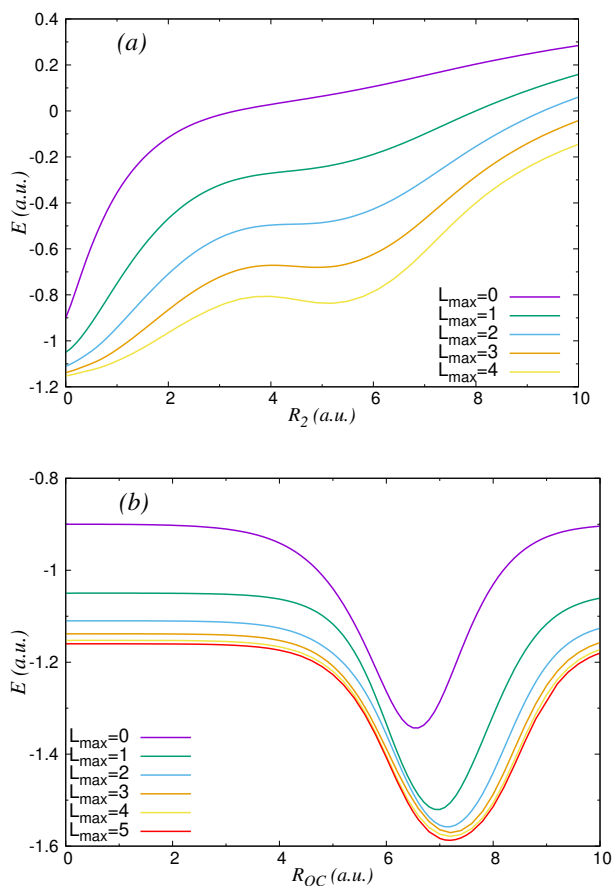 (a)
E (a.u.)
0.4
0.2
0
-0.2
-0.4
-0.6
-0.8
-1
-1.2
L_max=0
L_max=1
L_max=2
L_max=3
L_max=4
0 2 4 6 8 10
R_2 (a.u.)
(b)
E (a.u.)
-0.8
-1
-1.2
-1.4
-1.6
L_max=0
L_max=1
L_max=2
L_max=3
L_max=4
L_max=5
0 2 4 6 8 10
R_OC (a.u.)